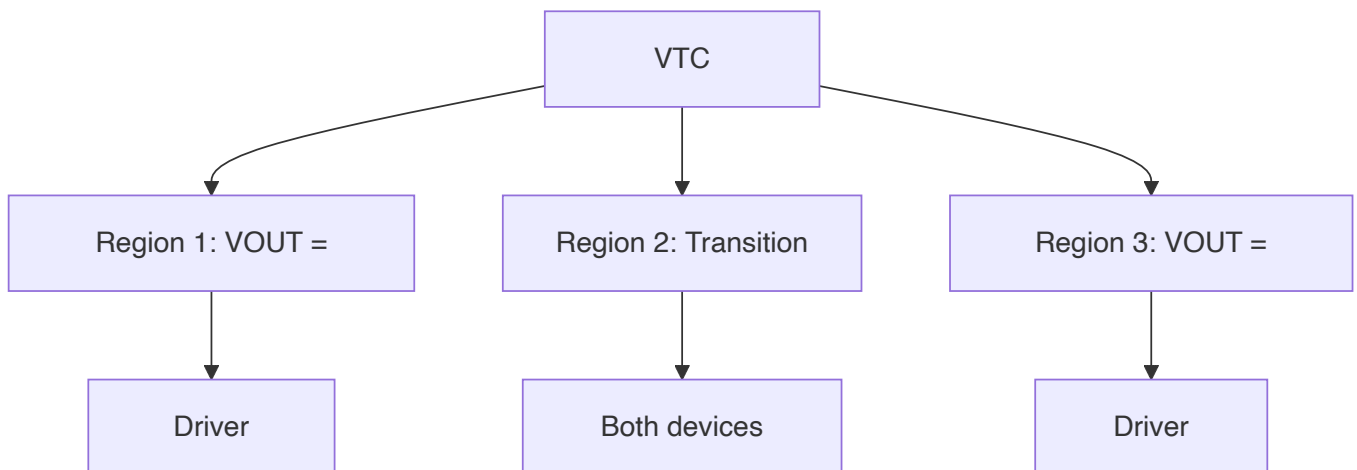 VTC
Region 1: VOUT =
Region 2: Transition
Region 3: VOUT =
Driver
Both devices
Driver